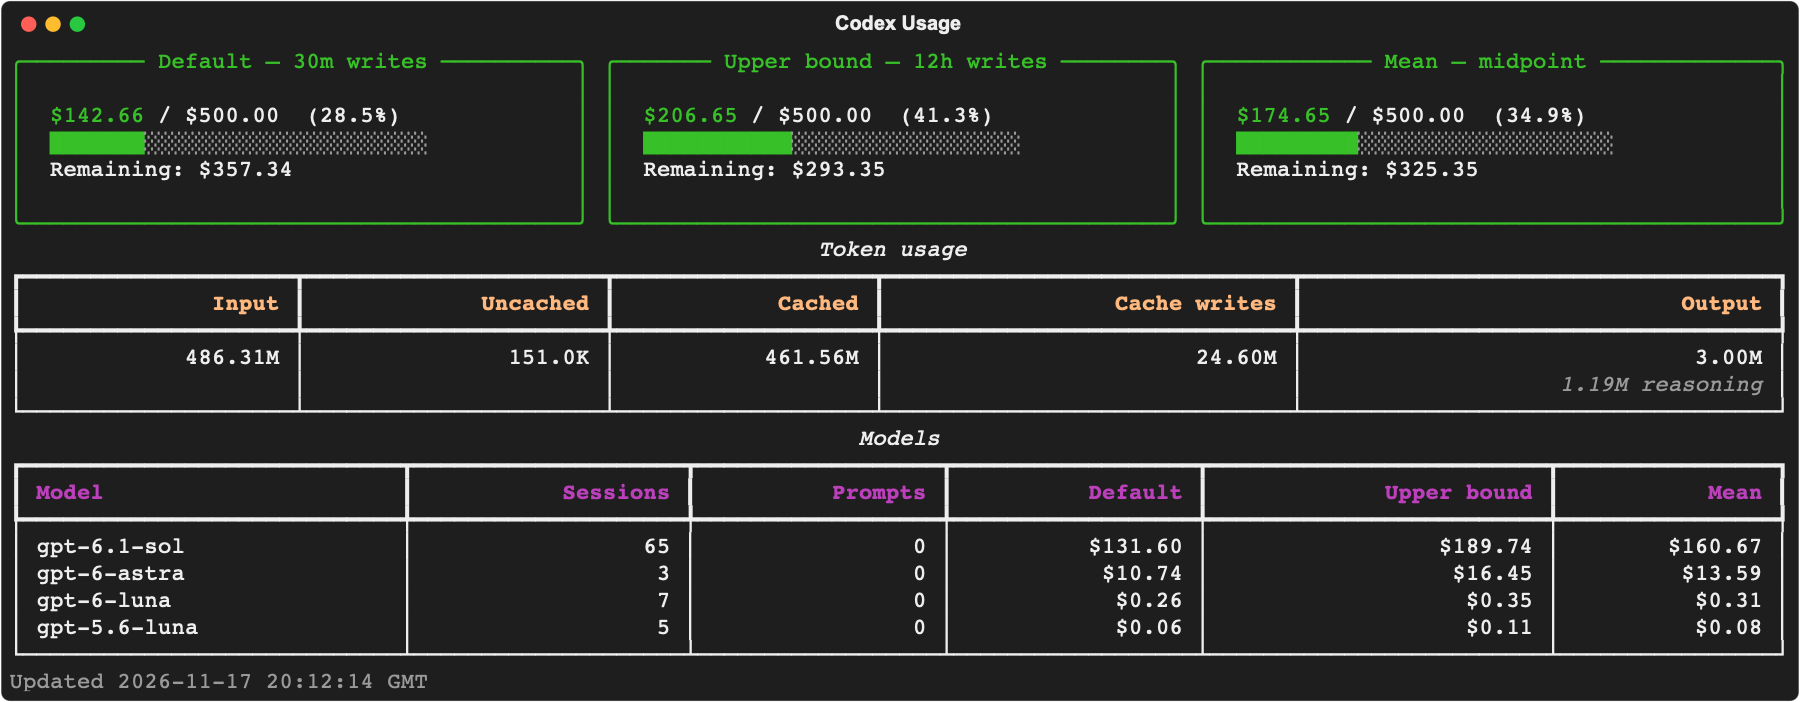 Codex Usage
Default — 30m writes
$142.66 / $500.00 (28.5%)
Remaining: $357.34
Upper bound — 12h writes
$206.65 / $500.00 (41.3%)
Remaining: $293.35
Mean — midpoint
$174.65 / $500.00 (34.9%)
Remaining: $325.35
Token usage
Input Uncached Cached Cache writes Output
486.31M 151.0K 461.56M 24.60M 3.00M
1.19M reasoning
Models
Model Sessions Prompts Default Upper bound Mean
gpt-6.1-sol 65 0 $131.60 $189.74 $160.67
gpt-6-astra 3 0 $10.74 $16.45 $13.59
gpt-6-luna 7 0 $0.26 $0.35 $0.31
gpt-5.6-luna 5 0 $0.06 $0.11 $0.08
Updated 2026-11-17 20:12:14 GMT